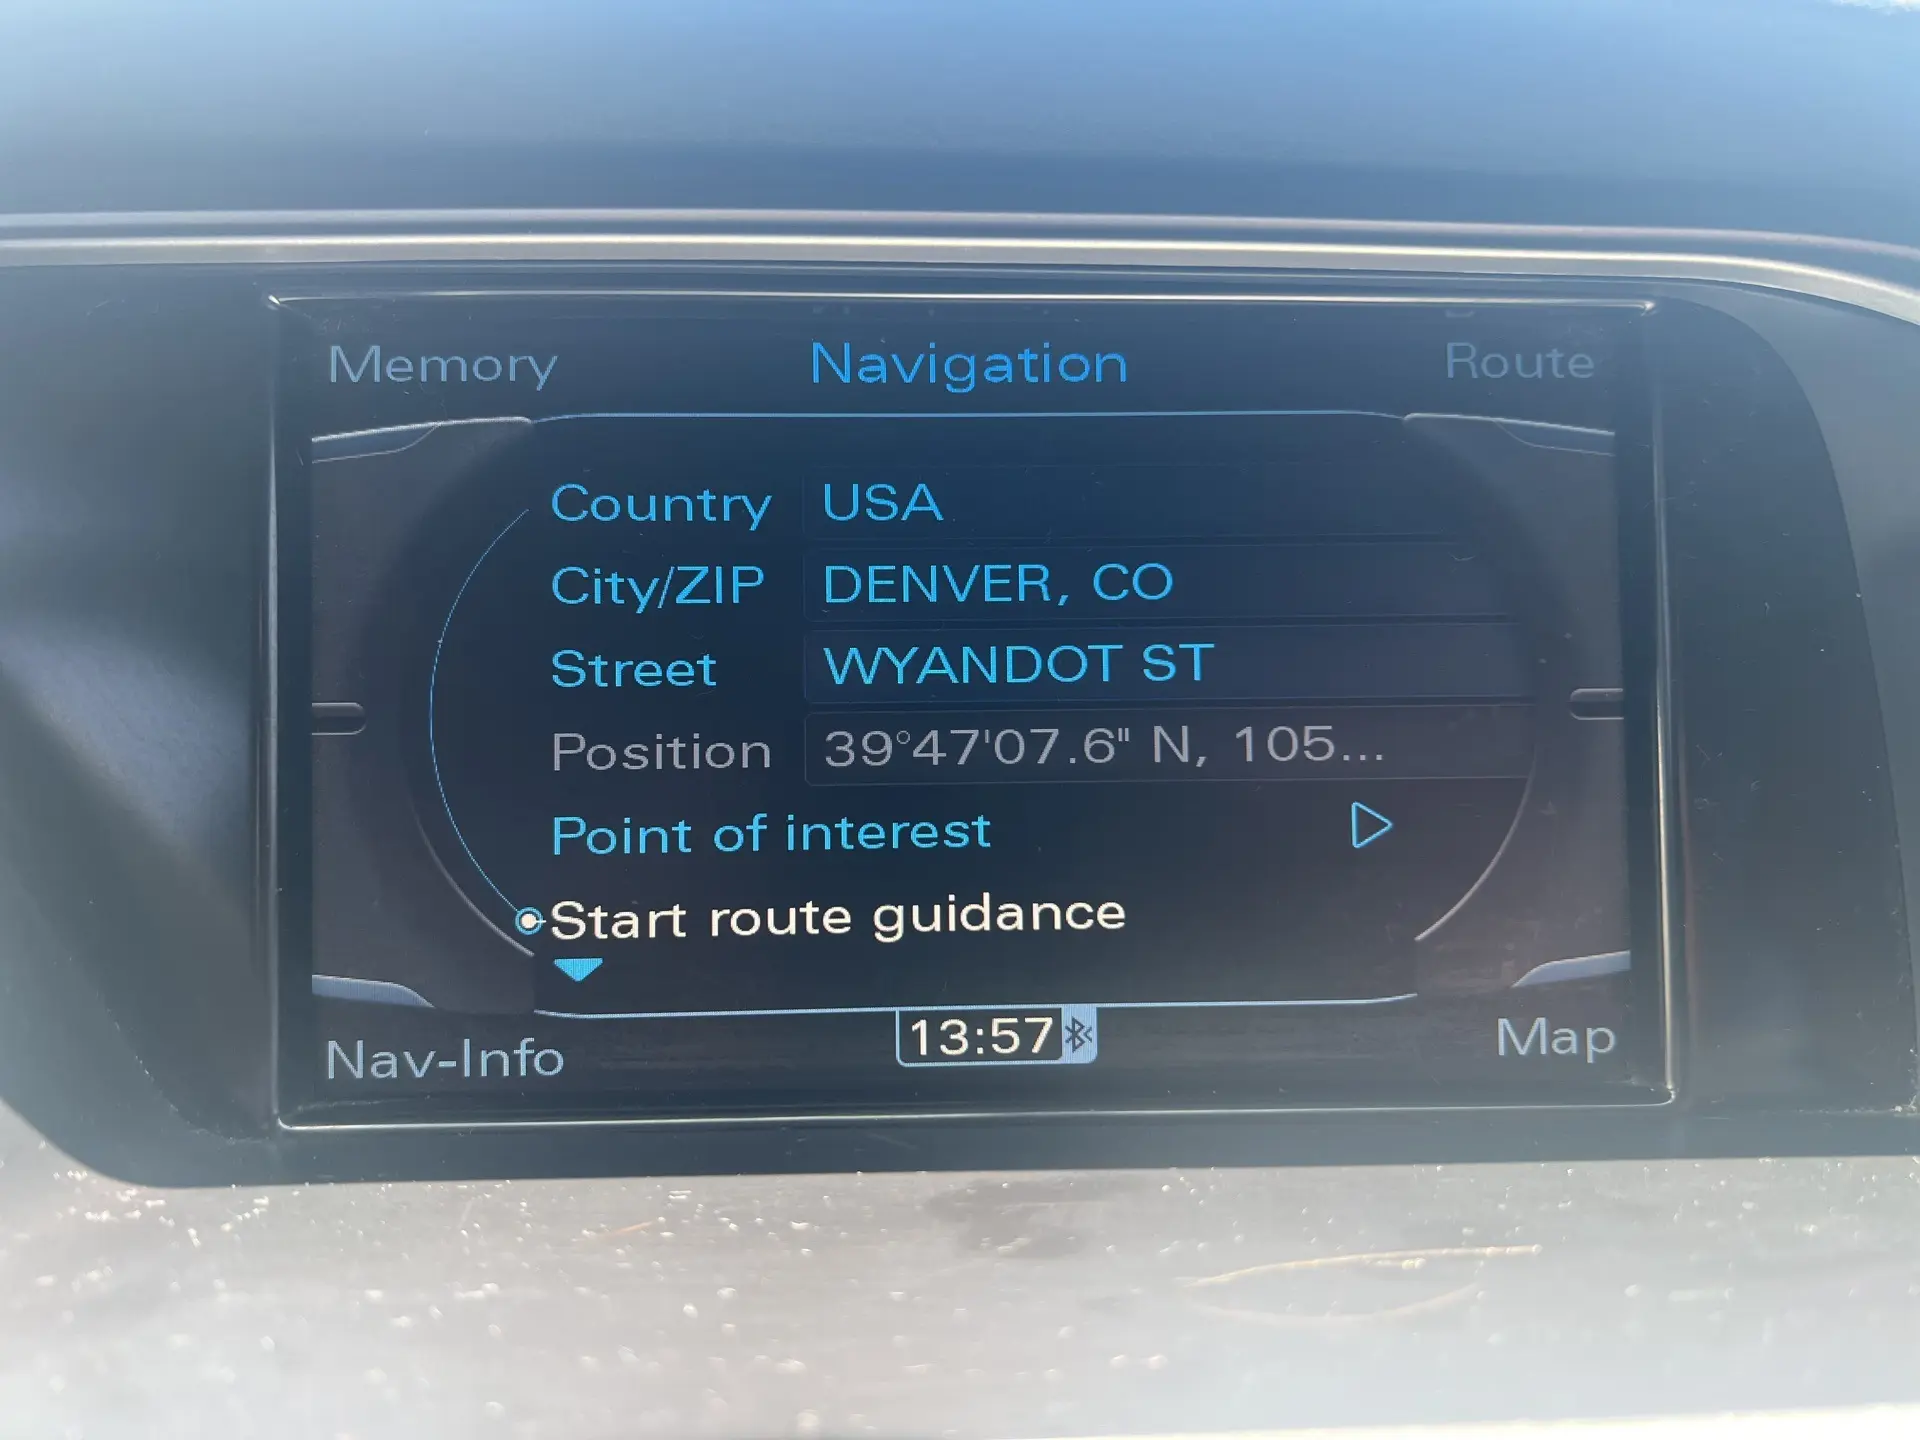 Memory Navigation Route
Country USA
City/ZIP DENVER, CO
Street WYANDOT ST
Position 39°47'07.6" N, 105...
Point of interest
Start route guidance
Nav-Info 13:57 Map